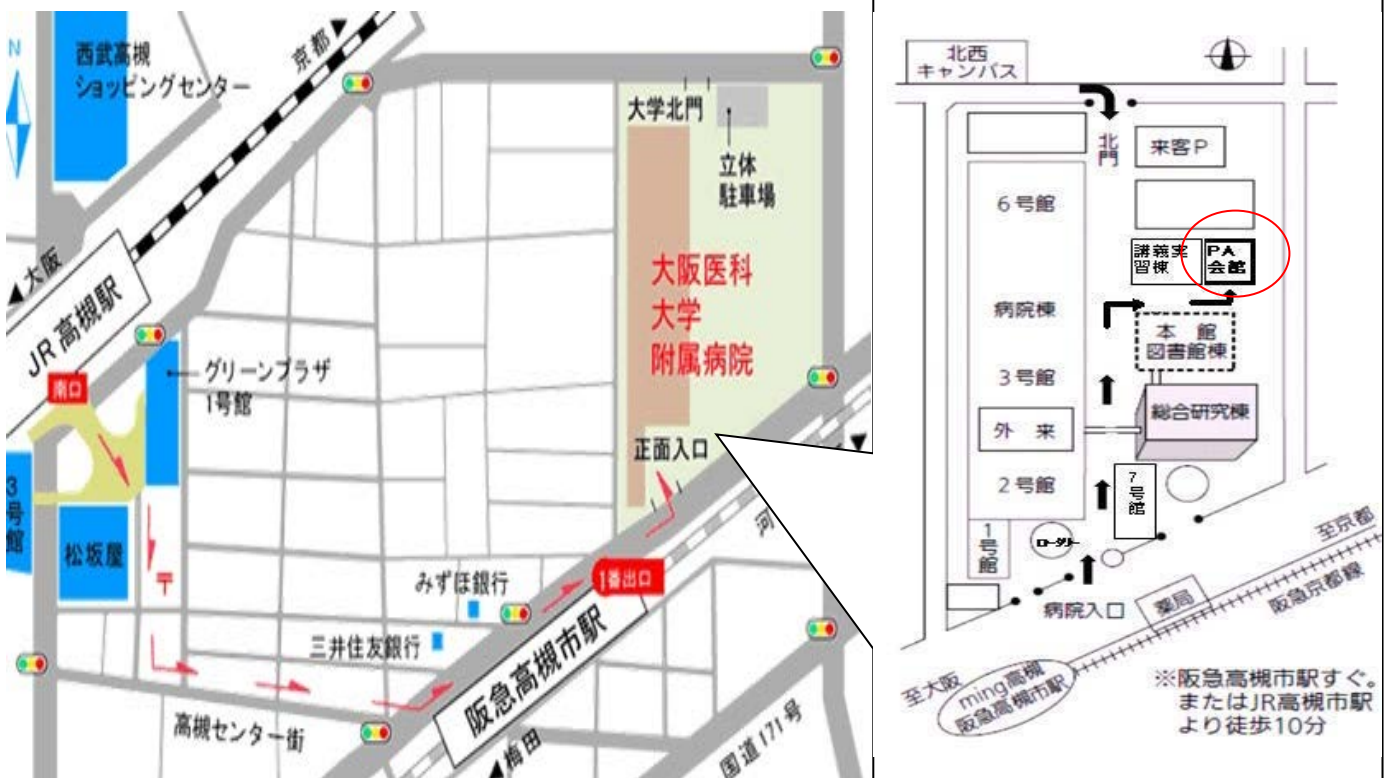 N
西武高槻
ショッピングセンター
京都▶
大学北門
立体
駐車場
大阪医科
大学
附属病院
◀大阪
JR高槻駅
南口
グリーンプラザ
1号館
正面入口
3号館
松坂屋
〒
みずほ銀行
1番出口
三井住友銀行
河
阪急高槻市駅
高槻センター街
◀梅田
国道171号
北西
キャンパス
北門
来客P
6号館
講義実
習棟
PA
会館
病院棟
本 館
図書館棟
3号館
総合研究棟
外 来
2号館
7号館
1号館
ロータリー
病院入口
薬局
至京都
阪急京都線
至大阪
ming高槻
阪急高槻市駅
※阪急高槻市駅すぐ。
またはJR高槻市駅
より徒歩10分